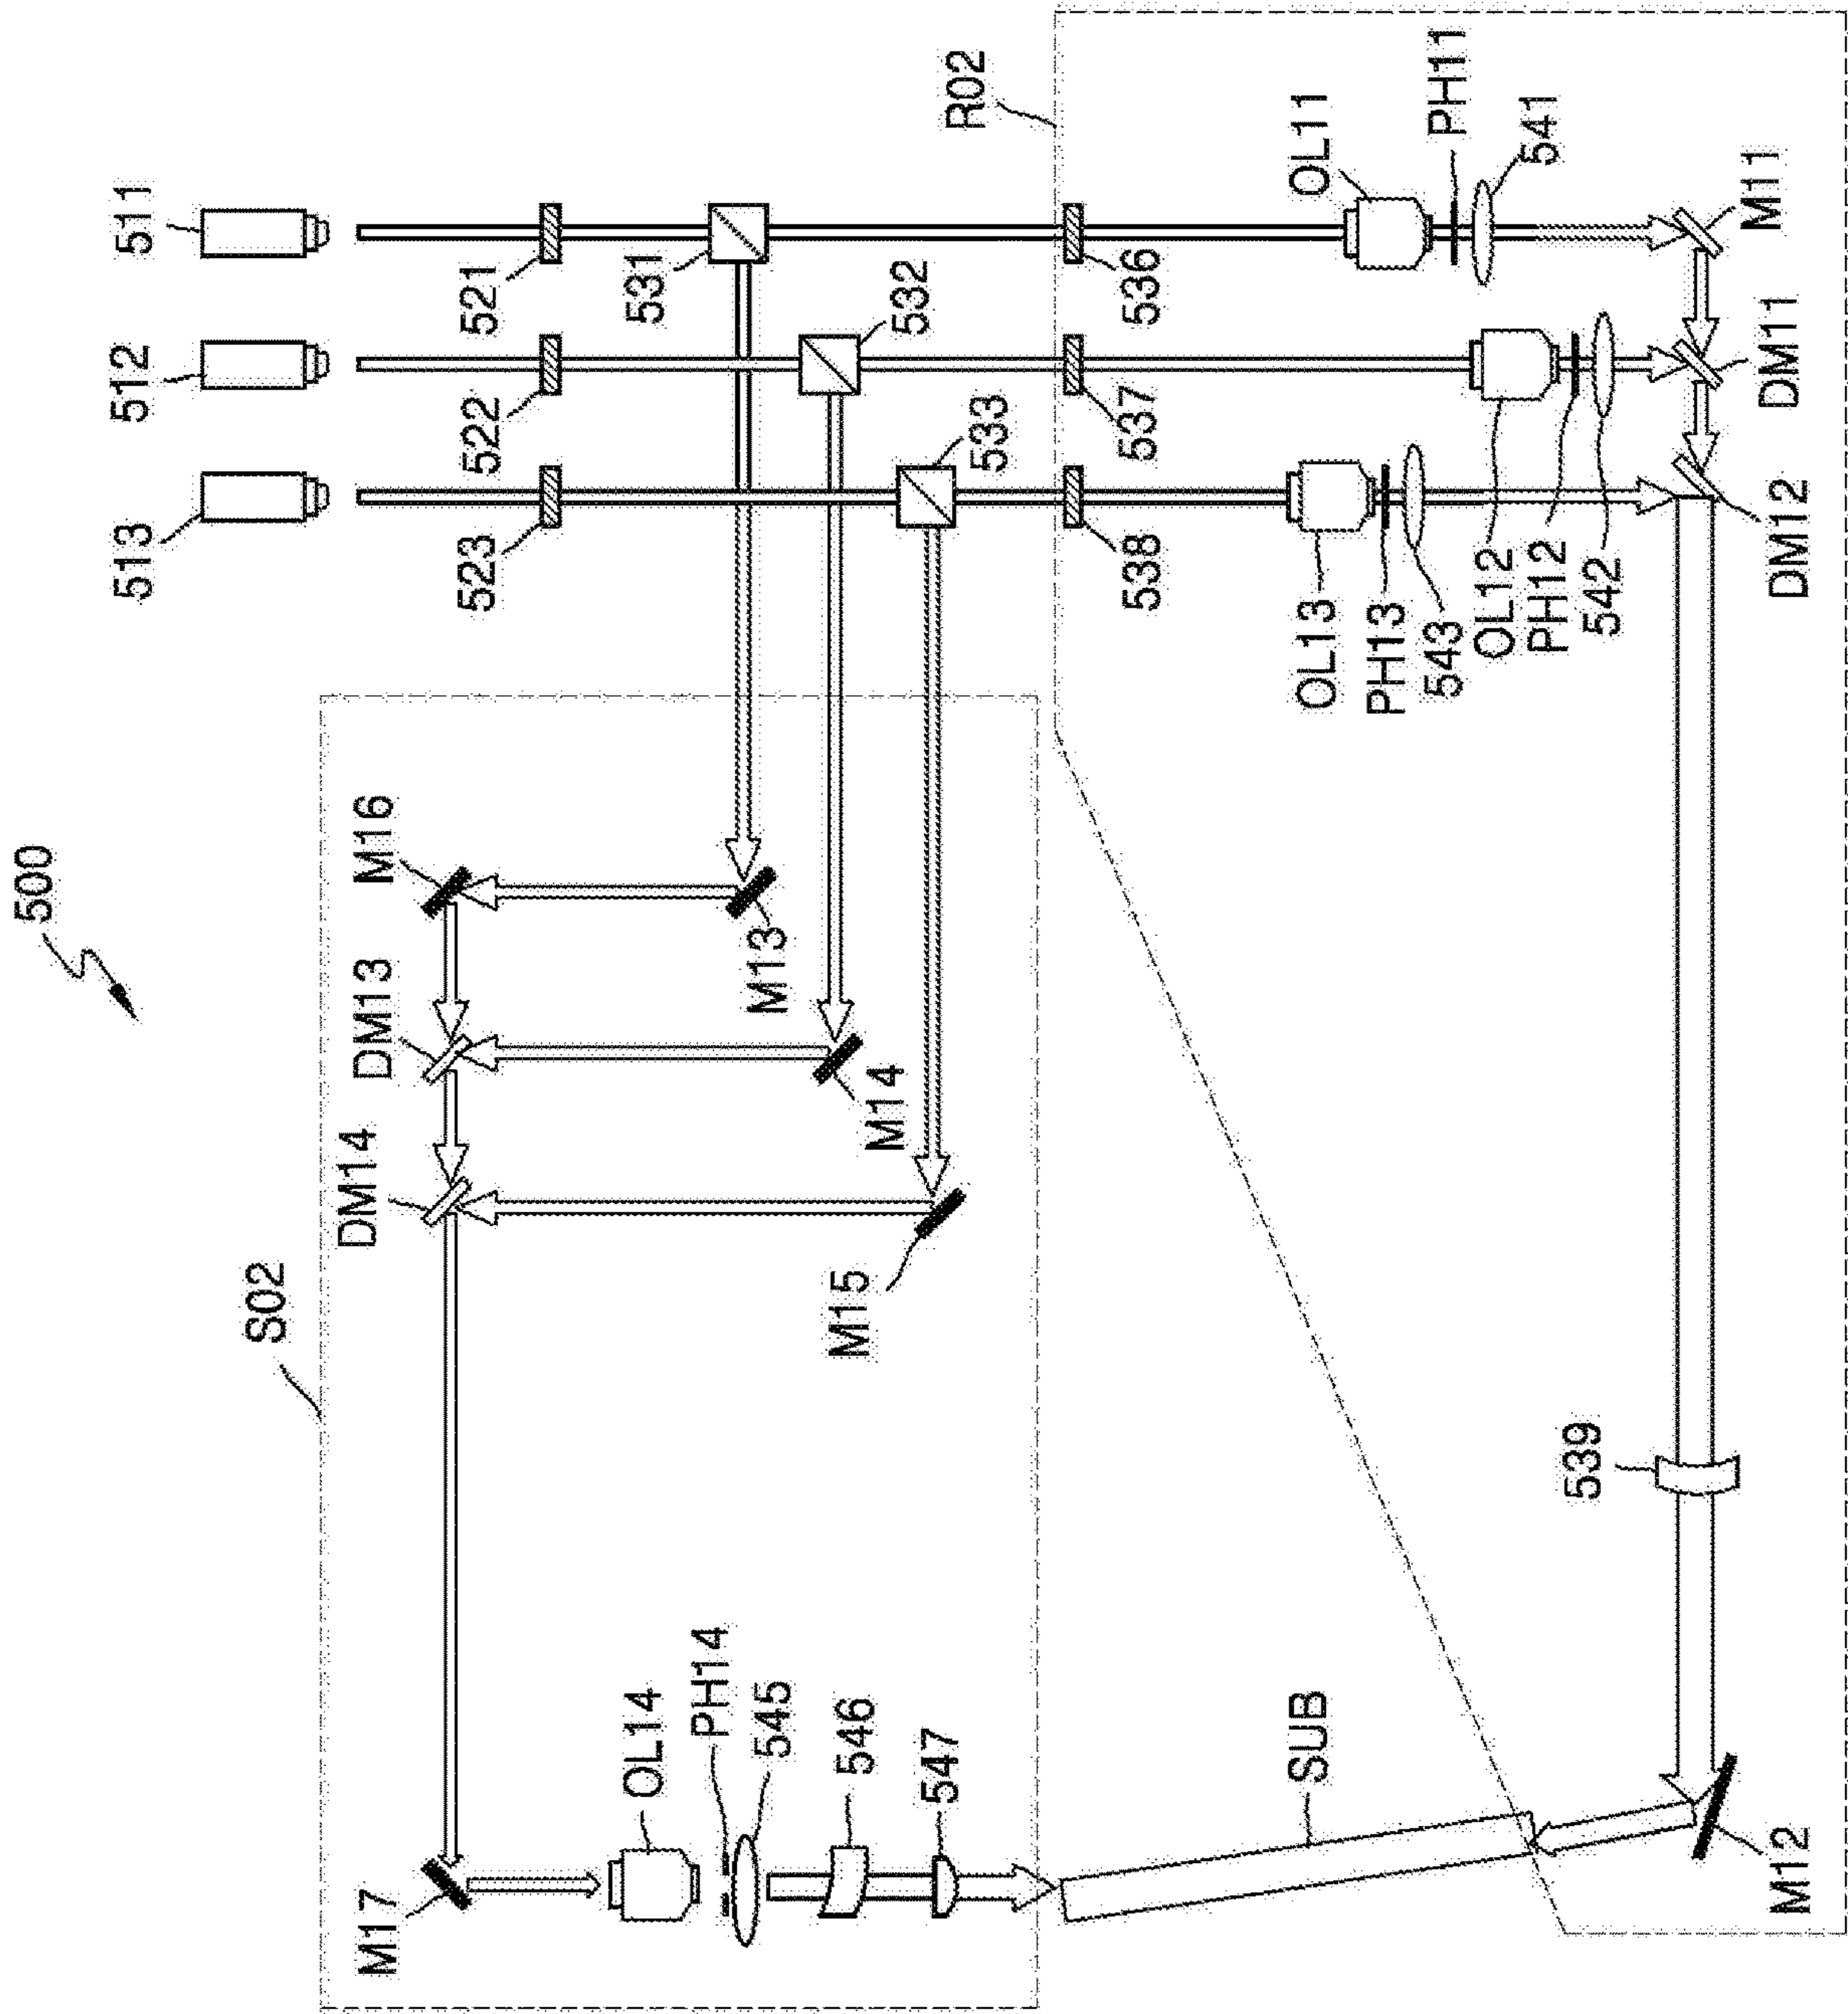 500
511
512
513
521
522
523
531
532
533
R02
536
537
538
OL11
PH11
541
M11
OL12
PH12
542
DM11
OL13
PH13
543
DM12
S02
M16
DM13
DM14
M13
M14
M15
M17
OL14
PH14
545
546
547
SUB
539
M12